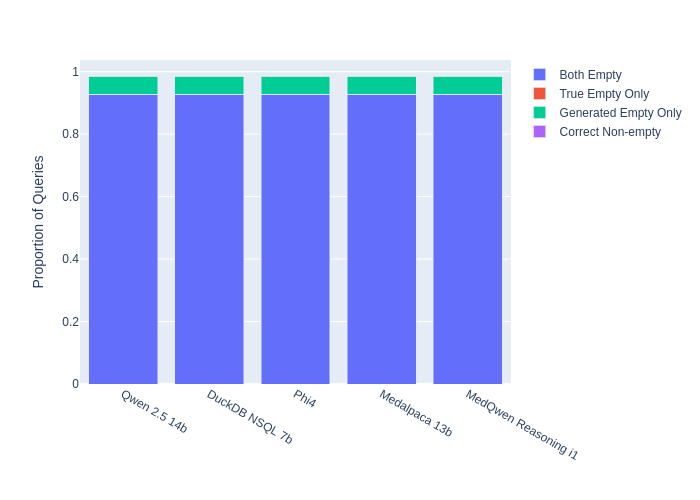 Proportion of Queries
1
0.8
0.6
0.4
0.2
0
Qwen 2.5 14b
DuckDB NSQL 7b
Phi4
Medalpaca 13b
MedQwen Reasoning i1
Both Empty
True Empty Only
Generated Empty Only
Correct Non-empty